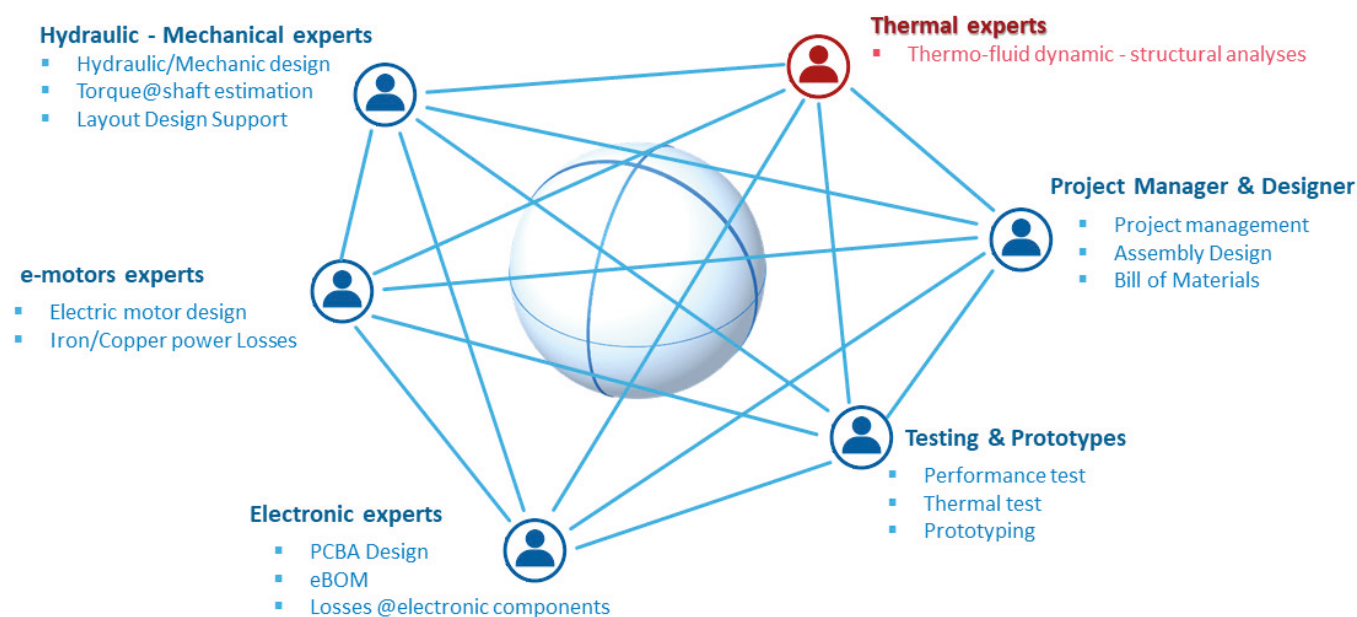 Hydraulic - Mechanical experts
▪ Hydraulic/Mechanic design
▪ Torque@shaft estimation
▪ Layout Design Support
Thermal experts
▪ Thermo-fluid dynamic - structural analyses
Project Manager & Designer
▪ Project management
▪ Assembly Design
▪ Bill of Materials
e-motors experts
▪ Electric motor design
▪ Iron/Copper power Losses
Testing & Prototypes
▪ Performance test
▪ Thermal test
▪ Prototyping
Electronic experts
▪ PCBA Design
▪ eBOM
▪ Losses @electronic components